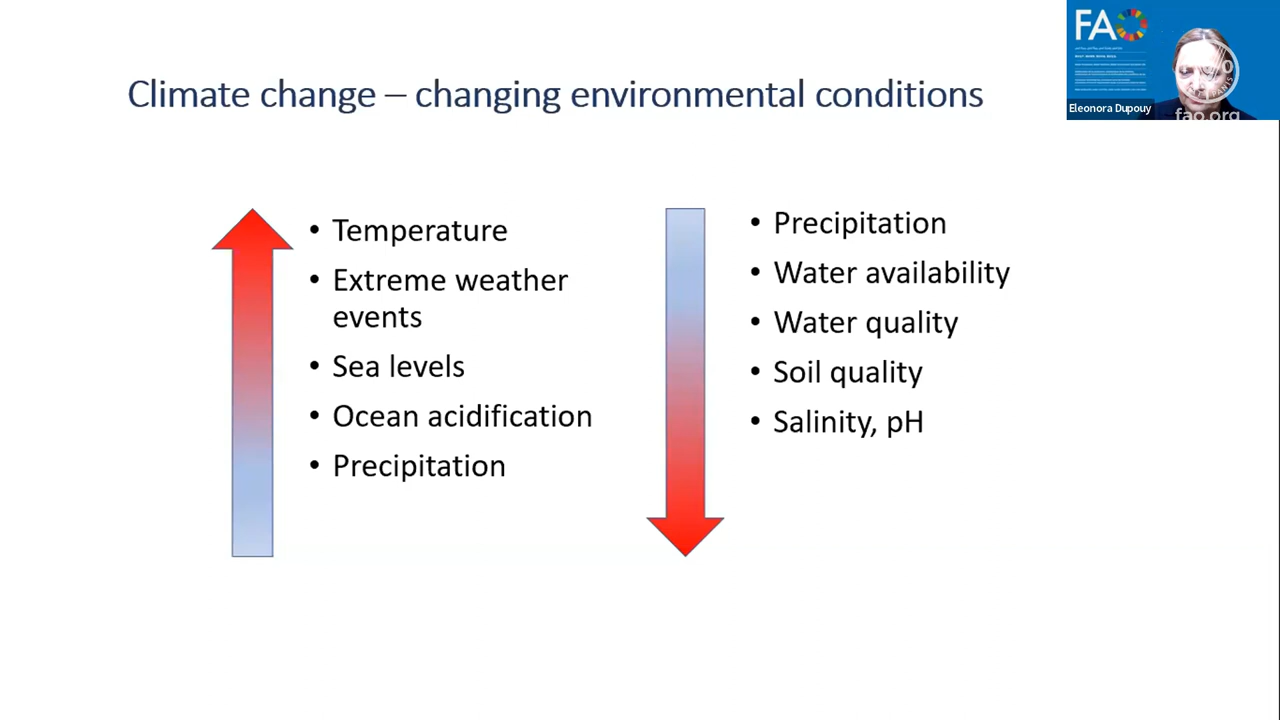 FAO
Climate change – changing environmental conditions
Eleonora Dupouy
fao.org
• Temperature
• Extreme weather
events
• Sea levels
• Ocean acidification
• Precipitation
• Precipitation
• Water availability
• Water quality
• Soil quality
• Salinity, pH